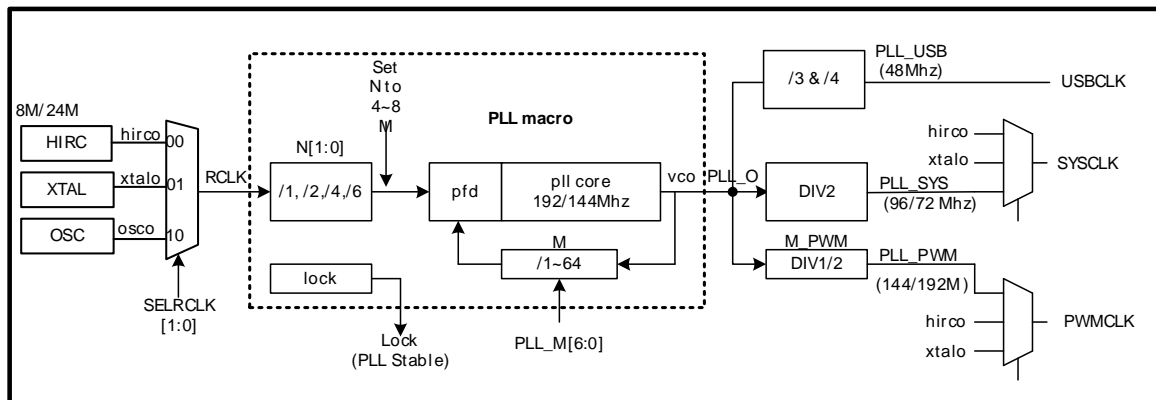 8M/24M
HIRC
hirco
00
XTAL
xtalo
01
OSC
osco
10
SELRCLK
[1:0]
RCLK
N[1:0]
/1, /2,/4,/6
Set
N to
4~8
M
PLL macro
pfd
pll core
192/144Mhz
vco
M
/1~64
PLL_M[6:0]
lock
Lock
(PLL Stable)
PLL_O
/3 & /4
PLL_USB
(48Mhz)
USBCLK
DIV2
PLL_SYS
(96/72 Mhz)
hirco
xtalo
SYSCLK
M_PWM
DIV1/2
PLL_PWM
(144/192M)
hirco
xtalo
PWMCLK